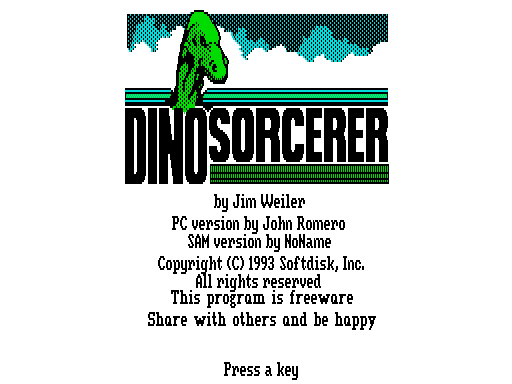 DINOSORCERER
by Jim Weiler
PC version by John Romero
SAM version by NoName
Copyright (C) 1993 Softdisk, Inc.
All rights reserved
This program is freeware
Share with others and be happy
Press a key